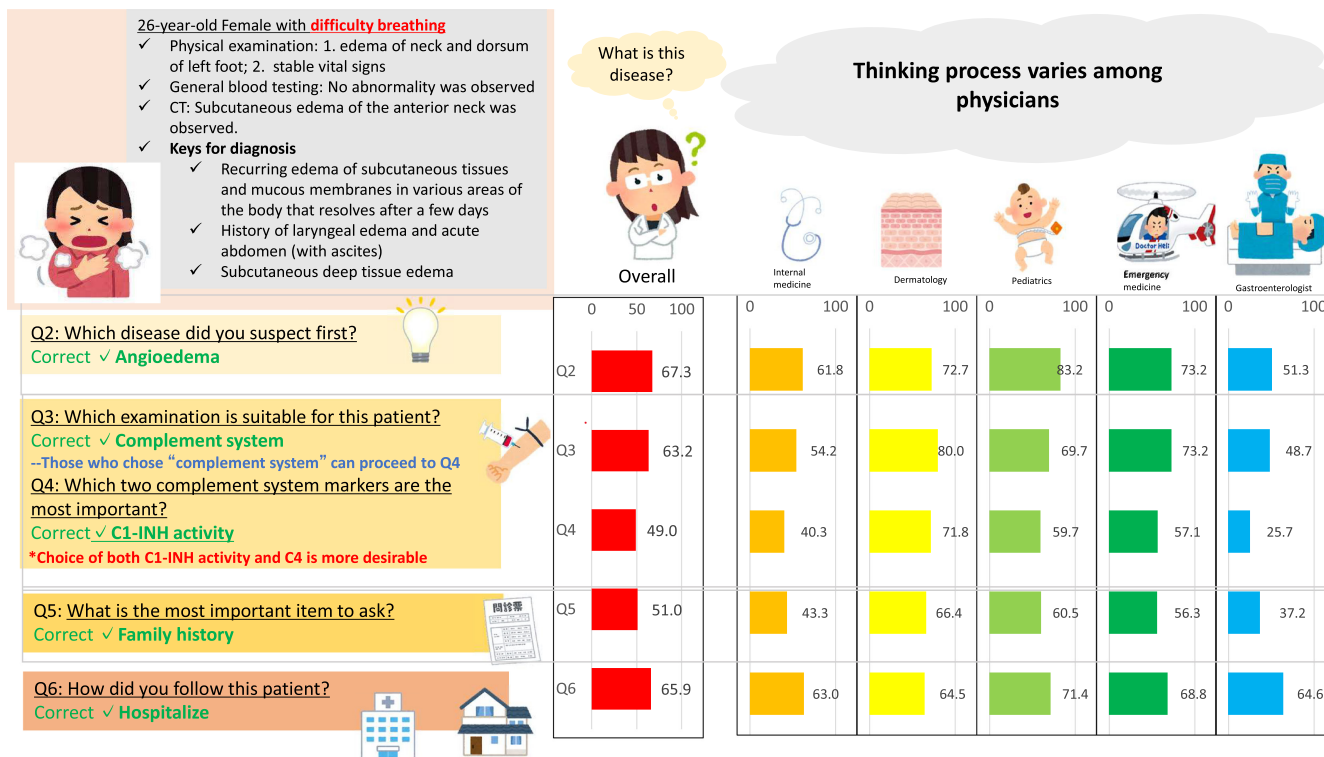 26-year-old Female with difficulty breathing
✓ Physical examination: 1. edema of neck and dorsum
of left foot; 2. stable vital signs
✓ General blood testing: No abnormality was observed
✓ CT: Subcutaneous edema of the anterior neck was
observed.
✓ Keys for diagnosis
✓ Recurring edema of subcutaneous tissues
and mucous membranes in various areas of
the body that resolves after a few days
✓ History of laryngeal edema and acute
abdomen (with ascites)
✓ Subcutaneous deep tissue edema
What is this
disease?
Thinking process varies among
physicians
Doctor Heli
Overall
Internal
medicine
Dermatology
Pediatrics
Emergency
medicine
Gastroenterologist
0 50 100
0 100
0 100
0 100
0 100
0 100
Q2: Which disease did you suspect first?
Correct ✓ Angioedema
Q2 67.3 61.8 72.7 83.2 73.2 51.3
Q3: Which examination is suitable for this patient?
Correct ✓ Complement system
--Those who chose “complement system” can proceed to Q4
Q3 63.2 54.2 80.0 69.7 73.2 48.7
Q4: Which two complement system markers are the
most important?
Correct ✓ C1-INH activity
*Choice of both C1-INH activity and C4 is more desirable
Q4 49.0 40.3 71.8 59.7 57.1 25.7
Q5: What is the most important item to ask?
Correct ✓ Family history
問診票
Q5 51.0 43.3 66.4 60.5 56.3 37.2
Q6: How did you follow this patient?
Correct ✓ Hospitalize
Q6 65.9 63.0 64.5 71.4 68.8 64.6